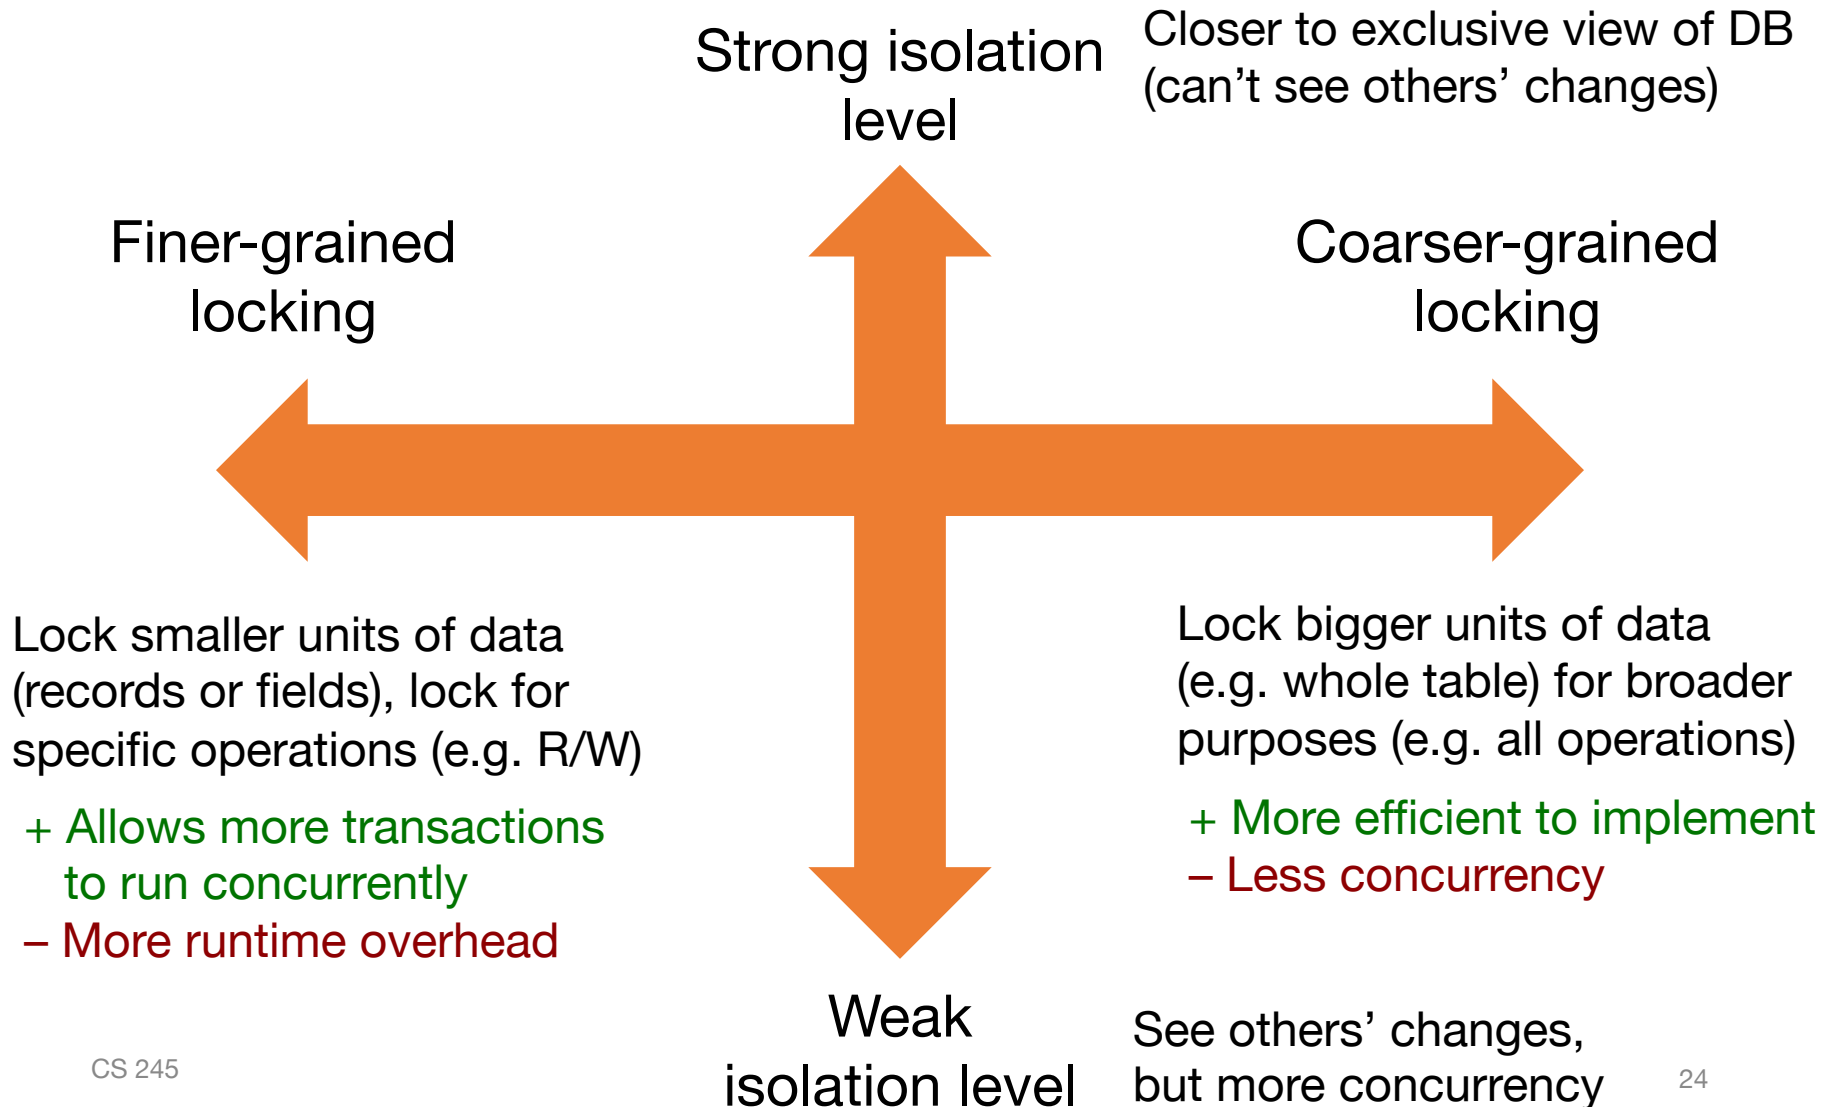 Strong isolation
level
Closer to exclusive view of DB
(can’t see others’ changes)
Finer-grained
locking
Coarser-grained
locking
Lock smaller units of data
(records or fields), lock for
specific operations (e.g. R/W)
+ Allows more transactions
to run concurrently
– More runtime overhead
Lock bigger units of data
(e.g. whole table) for broader
purposes (e.g. all operations)
+ More efficient to implement
– Less concurrency
Weak
isolation level
See others’ changes,
but more concurrency
CS 245
24